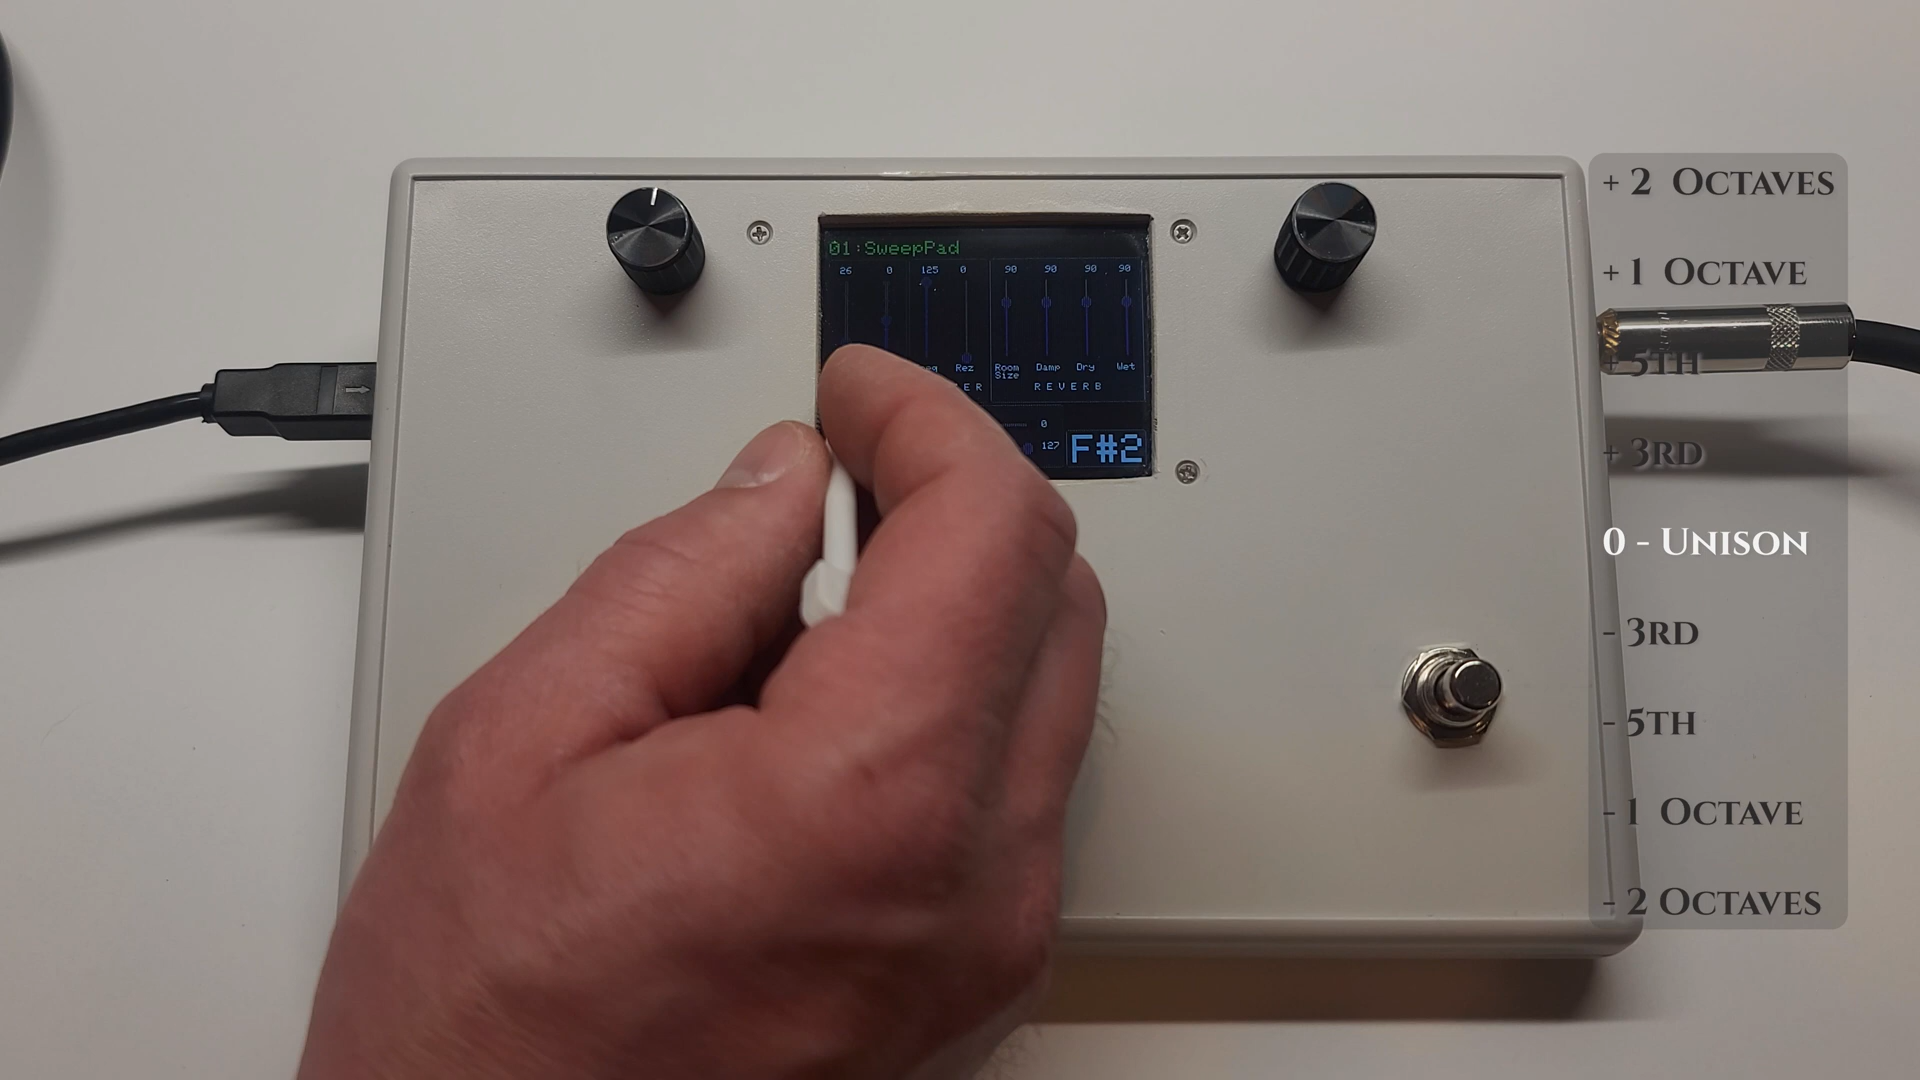 01:SweepPad
26 0 125 0 90 90 90 90
Rez Room Size Damp Dry Wet
REVERB
0
127
F#2
+ 2 Octaves
+ 1 Octave
+ 5th
+ 3rd
0 - Unison
- 3rd
- 5th
- 1 Octave
- 2 Octaves